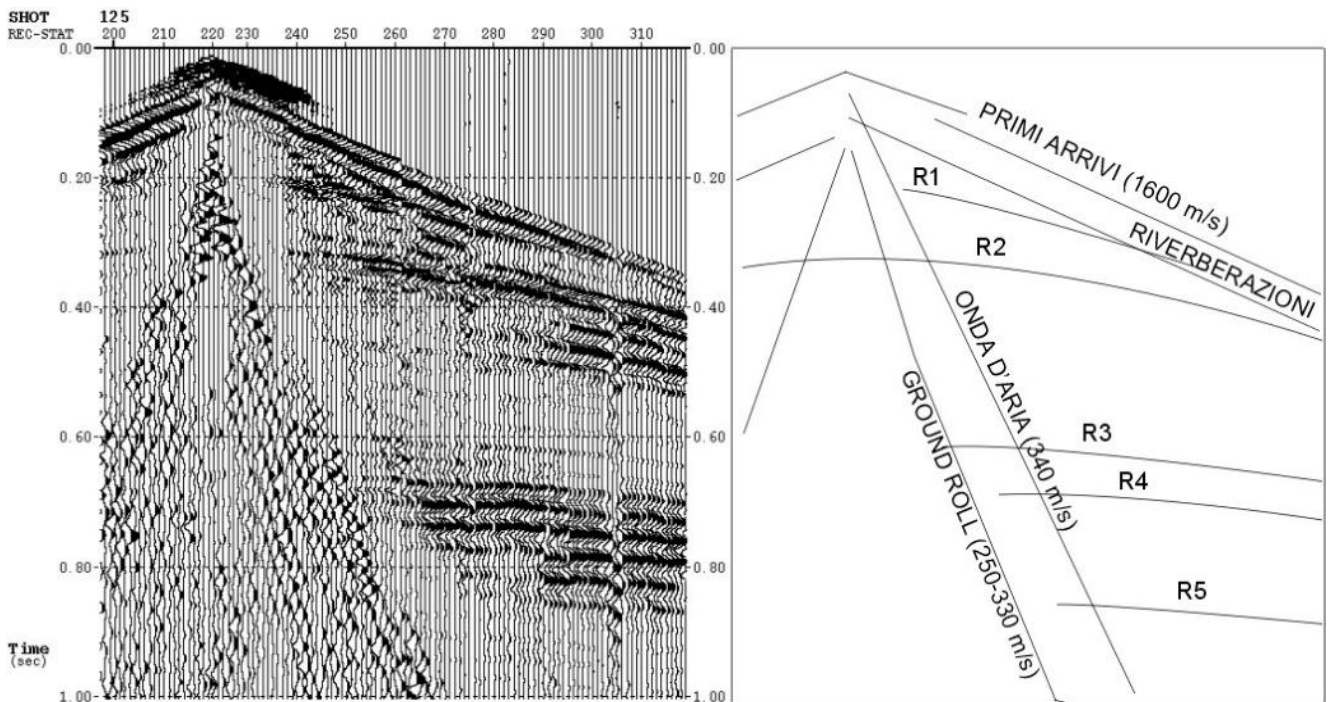 SHOT 125
REC-STAT 200 210 220 230 240 250 260 270 280 290 300 310
0.00 0.00
0.20 0.20
0.40 0.40
0.60 0.60
0.80 0.80
Time
(sec)
1.00 1.00
PRIMI ARRIVI (1600 m/s)
R1
RIVERBERAZIONI
R2
ONDA D'ARIA (340 m/s)
GROUND ROLL (250-330 m/s)
R3
R4
R5